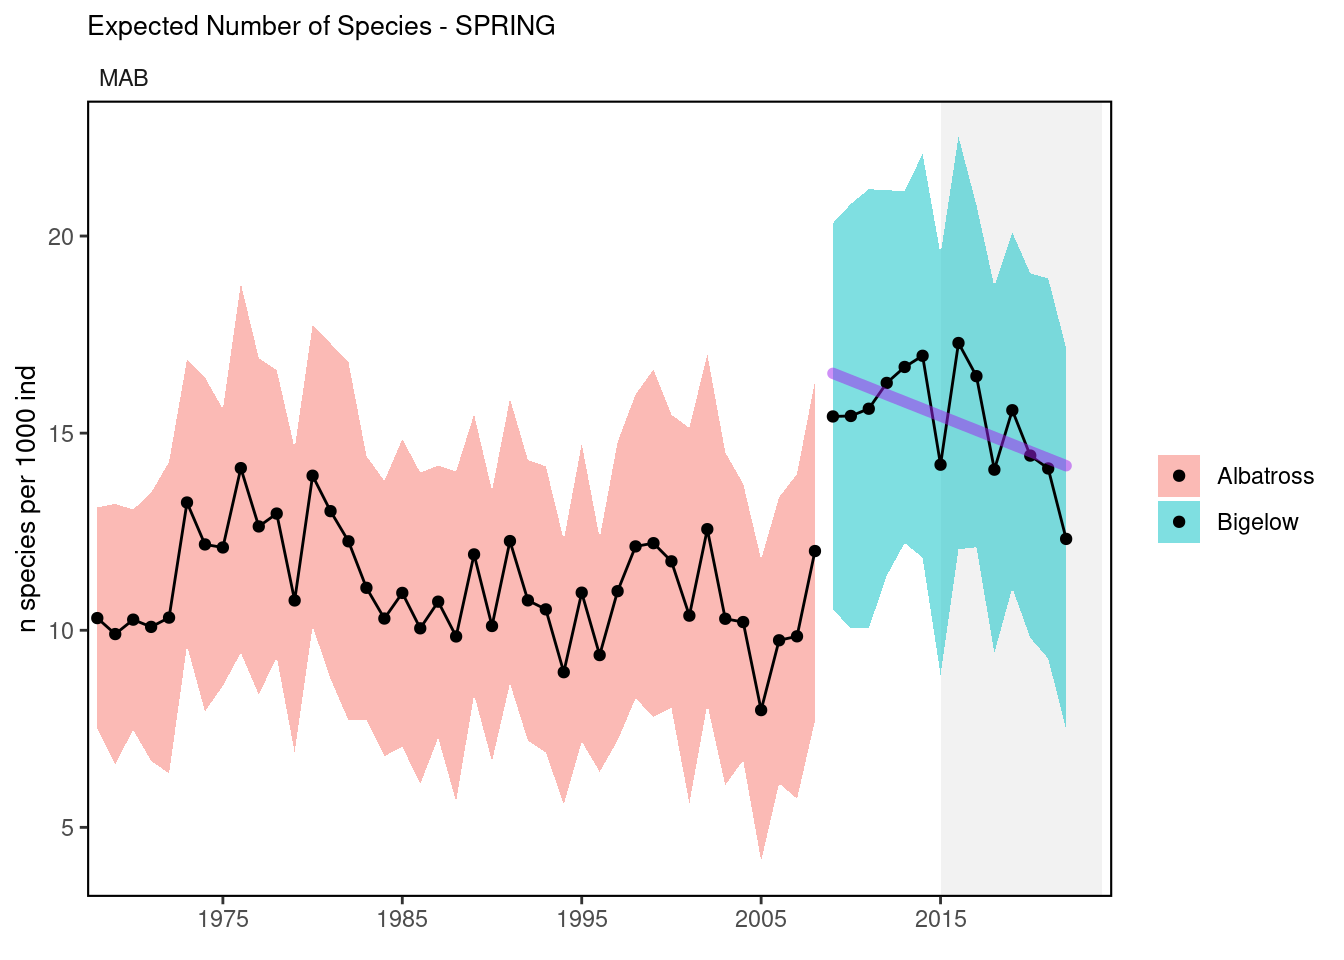 Expected Number of Species - SPRING
MAB
n species per 1000 ind
20
15
10
5
1975
1985
1995
2005
2015
Albatross
Bigelow